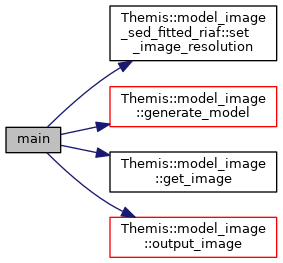 main
Themis::model_image
_sed_fitted_riaf::set
_image_resolution
Themis::model_image
::generate_model
Themis::model_image
::get_image
Themis::model_image
::output_image